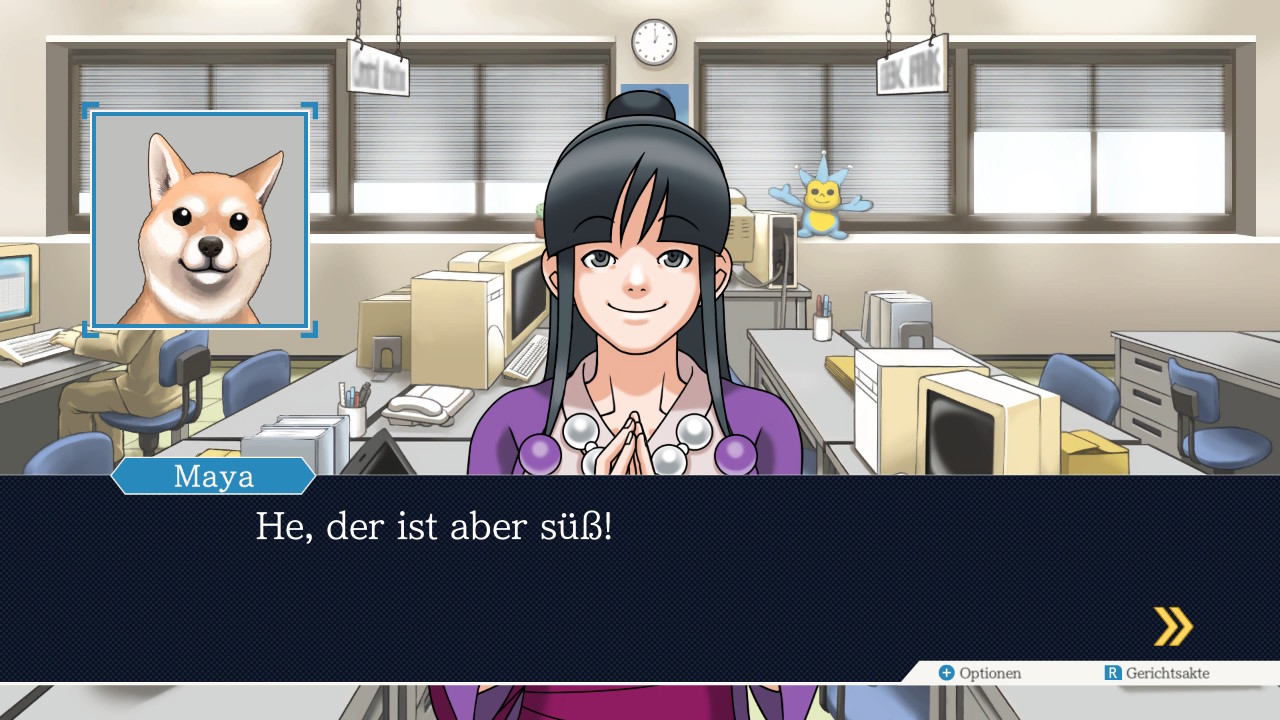 Maya
He, der ist aber süß!
+ Optionen
R Gerichtsakte